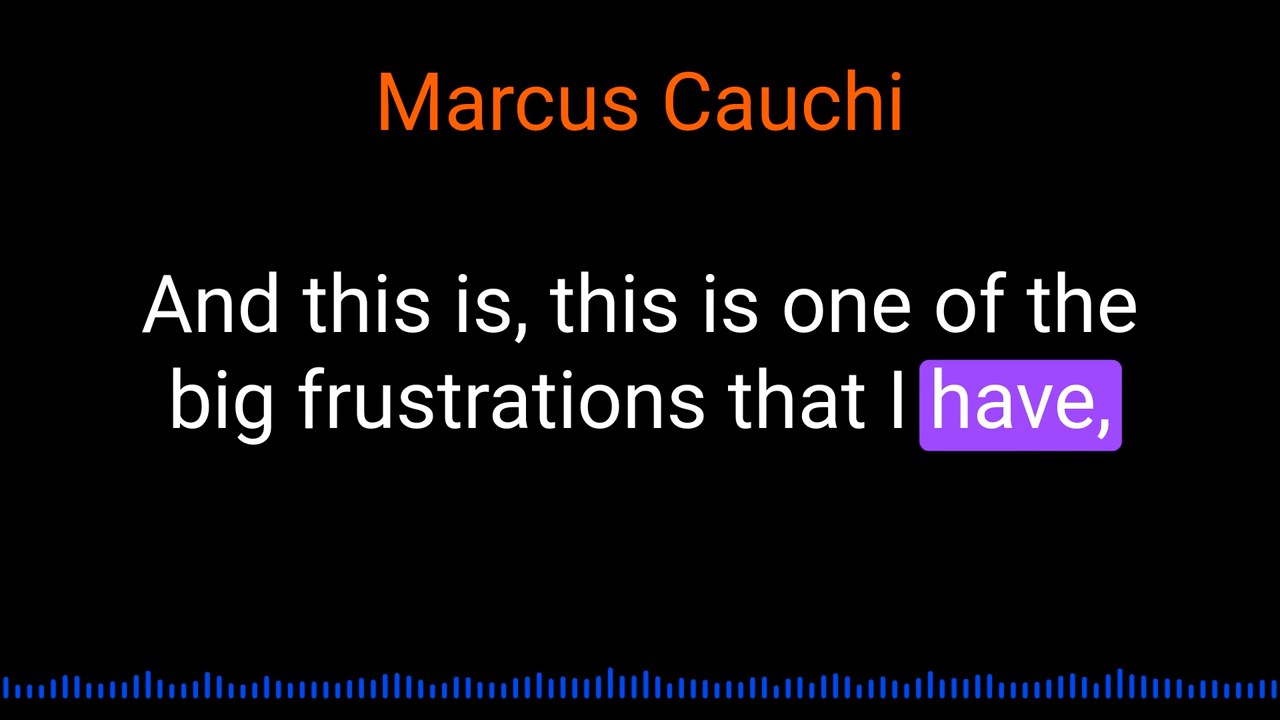 Marcus Cauchi
And this is, this is one of the
big frustrations that I have,